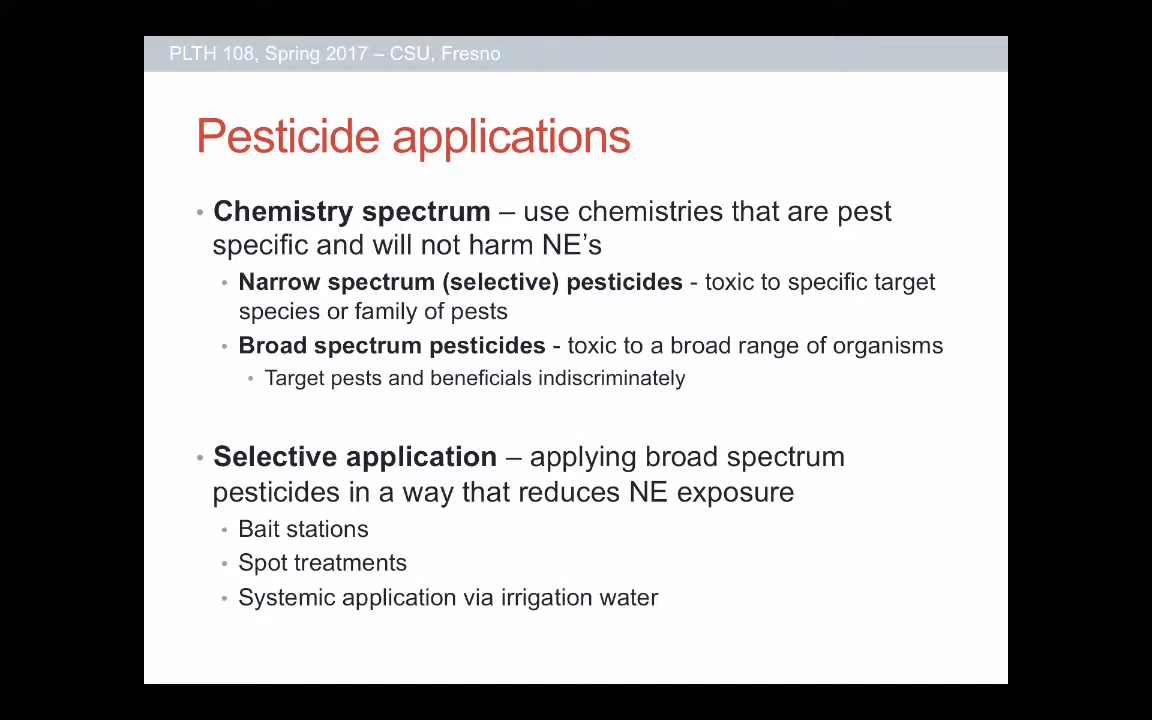 PLTH 108, Spring 2017 – CSU, Fresno
Pesticide applications
• Chemistry spectrum – use chemistries that are pest
specific and will not harm NE’s
• Narrow spectrum (selective) pesticides - toxic to specific target
species or family of pests
• Broad spectrum pesticides - toxic to a broad range of organisms
• Target pests and beneficials indiscriminately
• Selective application – applying broad spectrum
pesticides in a way that reduces NE exposure
• Bait stations
• Spot treatments
• Systemic application via irrigation water